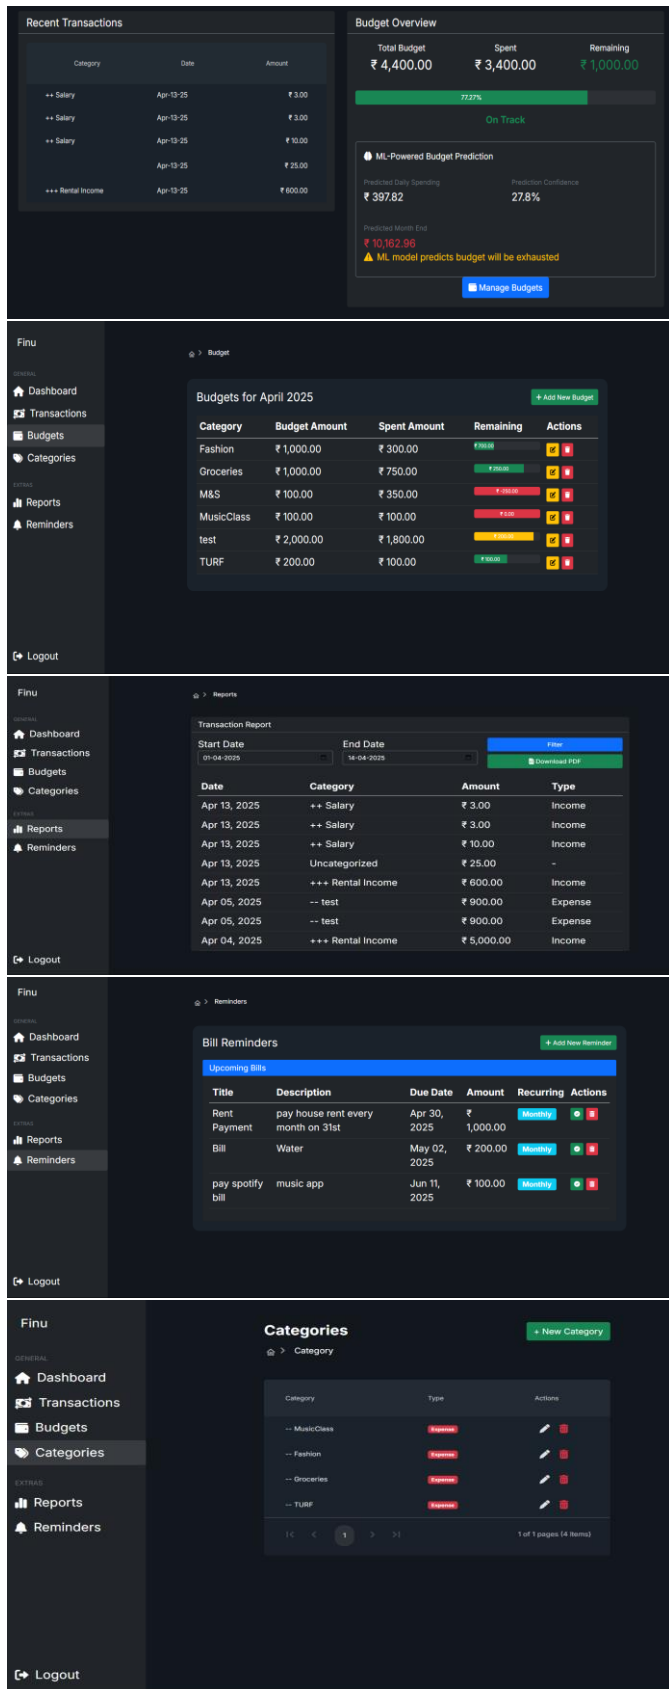 Recent Transactions
Category Date Amount
++ Salary Apr-13-25 ₹ 3.00
++ Salary Apr-13-25 ₹ 3.00
++ Salary Apr-13-25 ₹ 10.00
Apr-13-25 ₹ 25.00
+++ Rental Income Apr-13-25 ₹ 600.00
Budget Overview
Total Budget Spent Remaining
₹ 4,400.00 ₹ 3,400.00 ₹ 1,000.00
77.27%
On Track
ML-Powered Budget Prediction
Predicted Daily Spending Prediction Confidence
₹ 397.82 27.8%
Predicted Month End
₹ 10,162.96
ML model predicts budget will be exhausted
Manage Budgets
Finu
GENERAL
Dashboard
Transactions
Budgets
Categories
EXTRAS
Reports
Reminders
Logout
> Budget
Budgets for April 2025
+ Add New Budget
Category Budget Amount Spent Amount Remaining Actions
Fashion ₹ 1,000.00 ₹ 300.00 ₹ 700.00
Groceries ₹ 1,000.00 ₹ 750.00 ₹ 250.00
M&S ₹ 100.00 ₹ 350.00 ₹ -250.00
MusicClass ₹ 100.00 ₹ 100.00 ₹ 0.00
test ₹ 2,000.00 ₹ 1,800.00 ₹ 200.00
TURF ₹ 200.00 ₹ 100.00 ₹ 100.00
Finu
GENERAL
Dashboard
Transactions
Budgets
Categories
EXTRAS
Reports
Reminders
Logout
> Reports
Transaction Report
Start Date End Date Filter
01-04-2025 14-04-2025 Download PDF
Date Category Amount Type
Apr 13, 2025 ++ Salary ₹ 3.00 Income
Apr 13, 2025 ++ Salary ₹ 3.00 Income
Apr 13, 2025 ++ Salary ₹ 10.00 Income
Apr 13, 2025 Uncategorized ₹ 25.00 -
Apr 13, 2025 +++ Rental Income ₹ 600.00 Income
Apr 05, 2025 -- test ₹ 900.00 Expense
Apr 05, 2025 -- test ₹ 900.00 Expense
Apr 04, 2025 +++ Rental Income ₹ 5,000.00 Income
Finu
GENERAL
Dashboard
Transactions
Budgets
Categories
EXTRAS
Reports
Reminders
Logout
> Reminders
Bill Reminders
+ Add New Reminder
Upcoming Bills
Title Description Due Date Amount Recurring Actions
Rent pay house rent every Apr 30, ₹ Monthly
Payment month on 31st 2025 1,000.00
Bill Water May 02, ₹ 200.00 Monthly
2025
pay spotify music app Jun 11, ₹ 100.00 Monthly
bill 2025
Finu
GENERAL
Dashboard
Transactions
Budgets
Categories
EXTRAS
Reports
Reminders
Logout
Categories
+ New Category
> Category
Category Type Actions
-- MusicClass Expense
-- Fashion Expense
-- Groceries Expense
-- TURF Expense
1 1 of 1 pages (4 items)